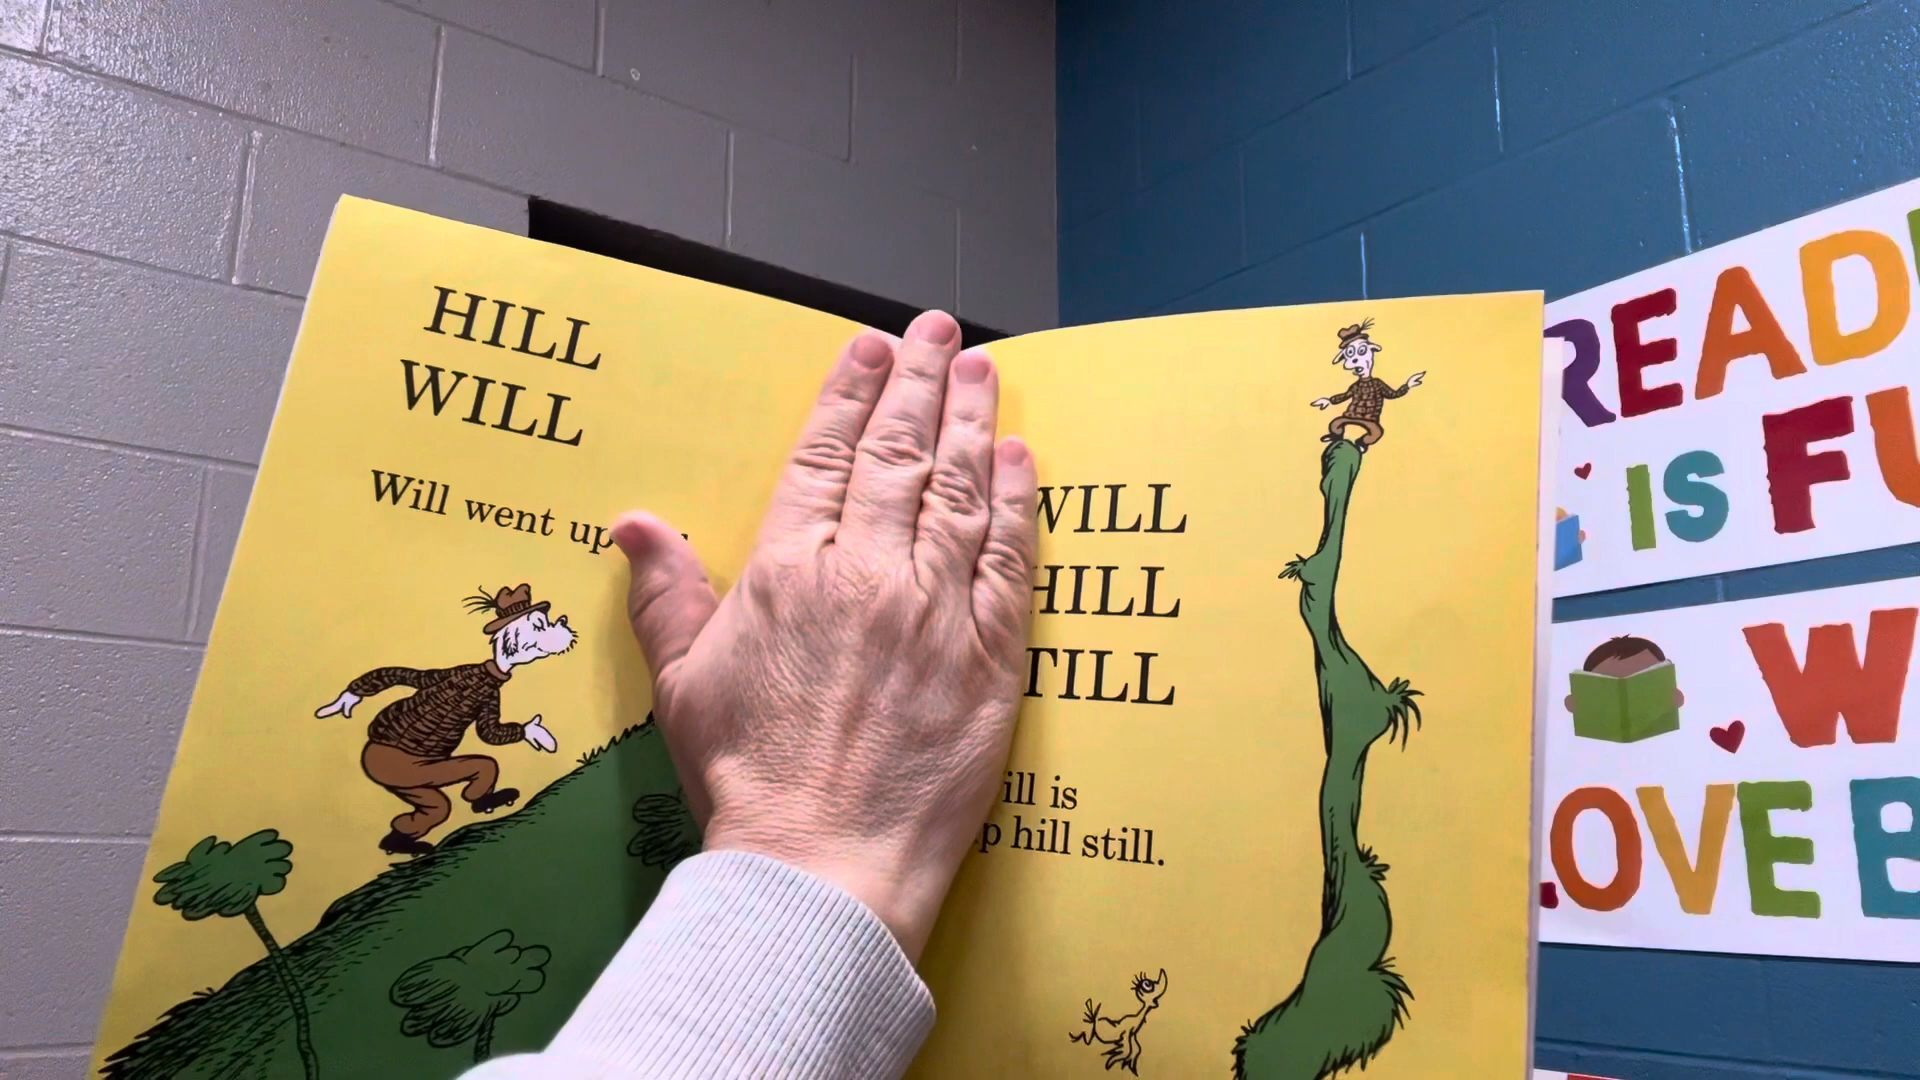 HILL
WILL
Will went up
WILL
HILL
TILL
ill is
p hill still.
READ
IS FU
W
LOVE B